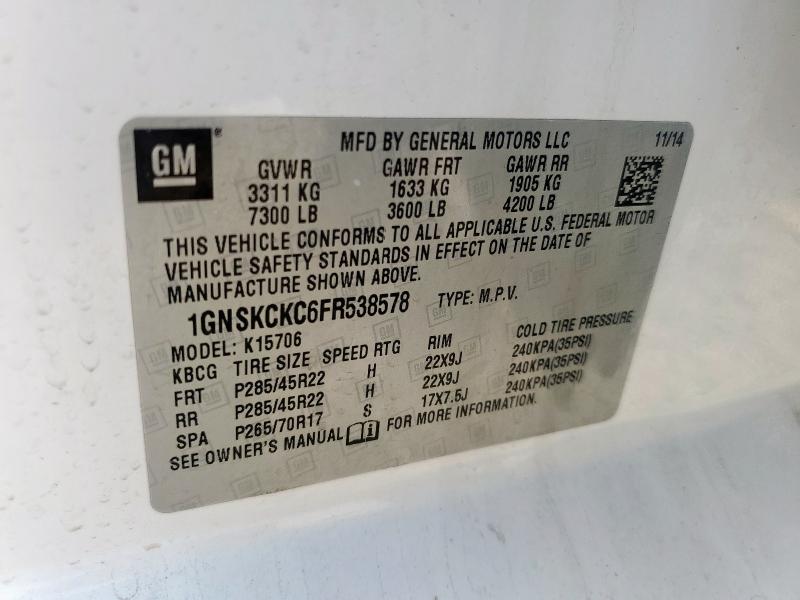 GM® MFD BY GENERAL MOTORS LLC 11/14
GVWR GAWR FRT GAWR RR
3311 KG 1633 KG 1905 KG
7300 LB 3600 LB 4200 LB
THIS VEHICLE CONFORMS TO ALL APPLICABLE U.S. FEDERAL MOTOR
VEHICLE SAFETY STANDARDS IN EFFECT ON THE DATE OF
MANUFACTURE SHOWN ABOVE.
1GNSKCKC6FR538578 TYPE: M.P.V.
MODEL: K15706
KBCG TIRE SIZE SPEED RTG RIM COLD TIRE PRESSURE
FRT P285/45R22 H 22X9J 240KPA(35PSI)
RR P285/45R22 H 22X9J 240KPA(35PSI)
SPA P265/70R17 S 17X7.5J 240KPA(35PSI)
SEE OWNER'S MANUAL FOR MORE INFORMATION.